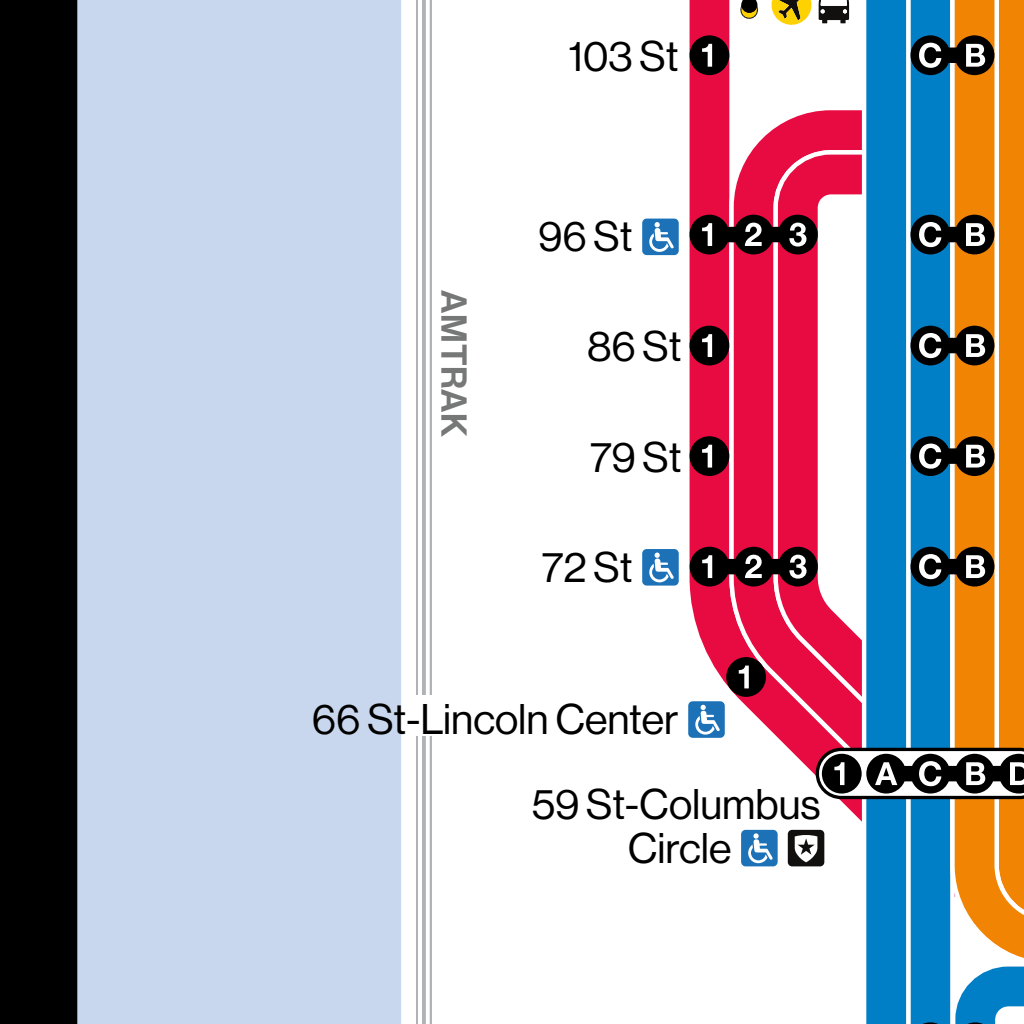 103 St 1 C B
96 St 1 2 3 C B
AMTRAK
86 St 1 C B
79 St 1 C B
72 St 1 2 3 C B
1
66 St-Lincoln Center
1 A C B D
59 St-Columbus
Circle